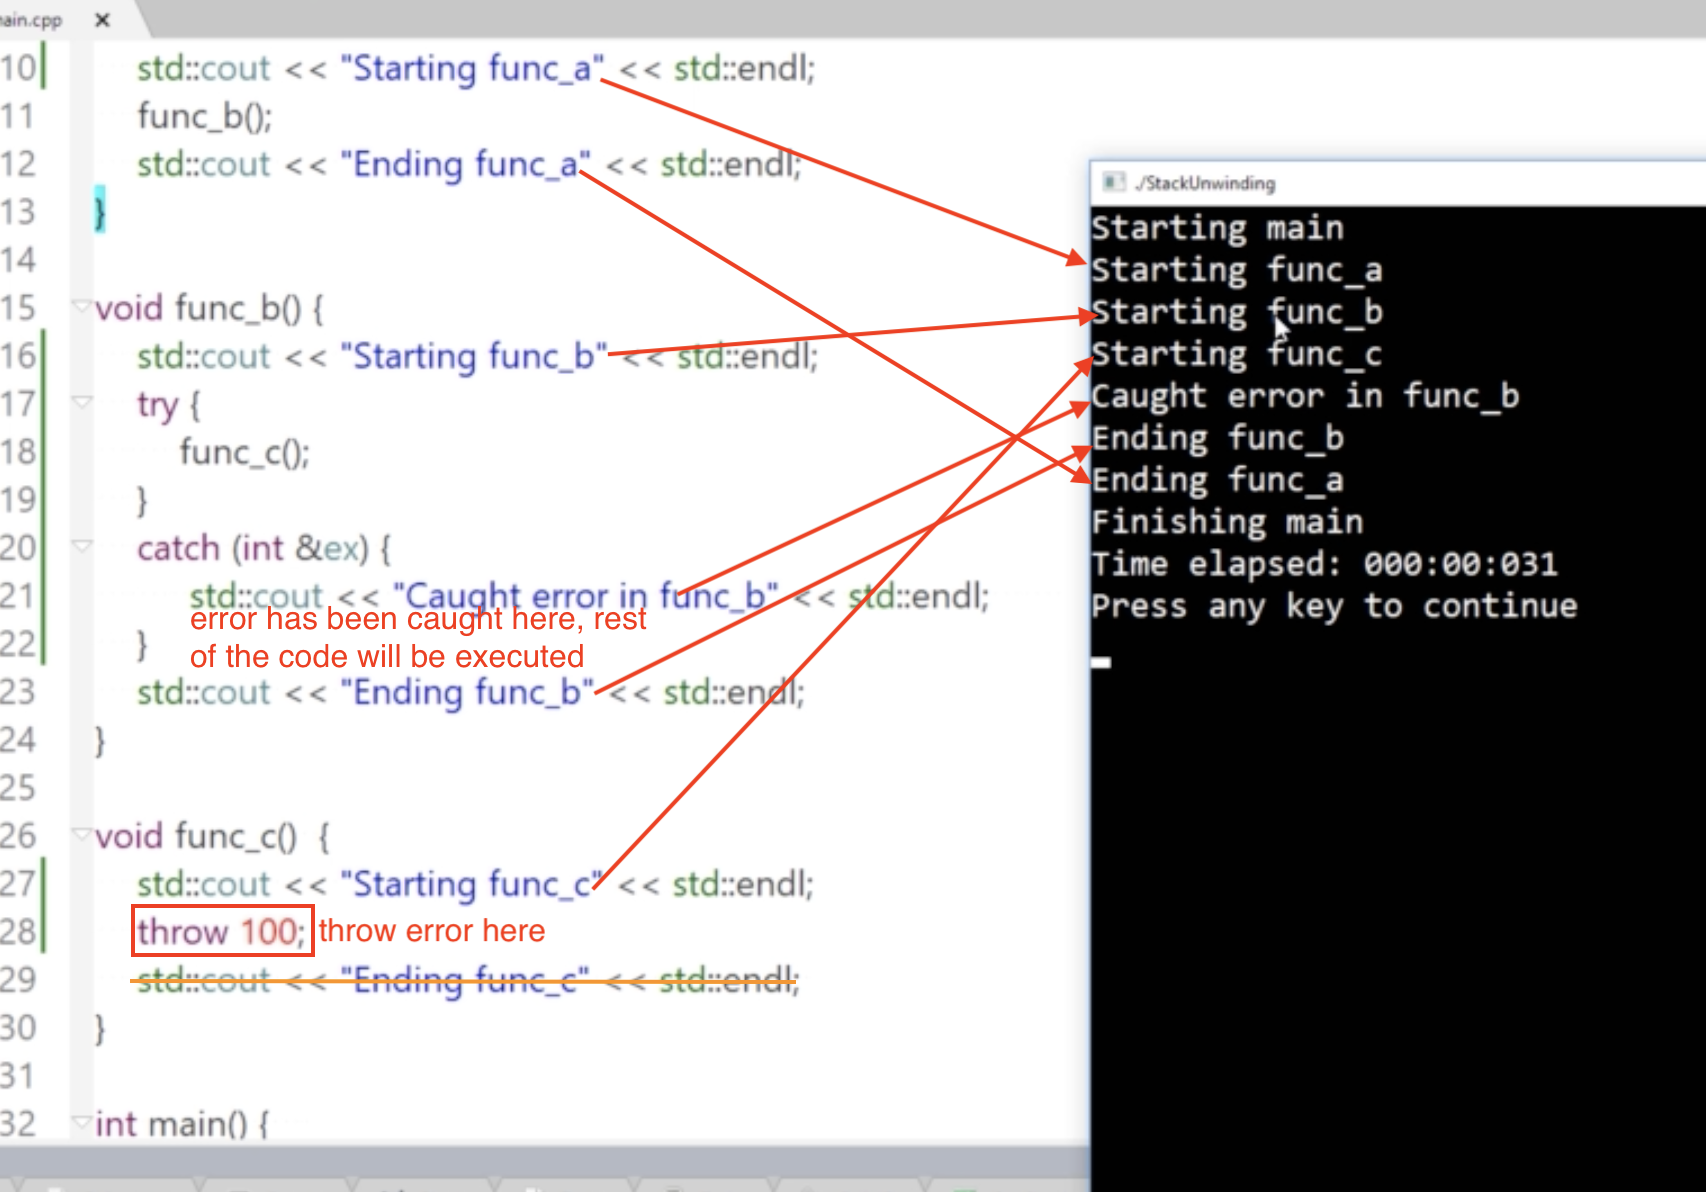 ain.cpp ×
10 std::cout << "Starting func_a" << std::endl;
11 func_b();
12 std::cout << "Ending func_a" << std::endl;
13 }
14
15 void func_b() {
16 std::cout << "Starting func_b" << std::endl;
17 try {
18 func_c();
19 }
20 catch (int &ex) {
21 std::cout << "Caught error in func_b" << std::endl;
error has been caught here, rest
22 }
of the code will be executed
23 std::cout << "Ending func_b" << std::endl;
24 }
25
26 void func_c() {
27 std::cout << "Starting func_c" << std::endl;
28 throw 100; throw error here
29 std::cout << "Ending func_c" << std::endl;
30 }
31
32 int main() {
./StackUnwinding
Starting main
Starting func_a
Starting func_b
Starting func_c
Caught error in func_b
Ending func_b
Ending func_a
Finishing main
Time elapsed: 000:00:031
Press any key to continue